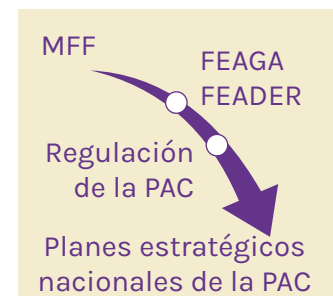 MFF
FEAGA
FEADER
Regulación
de la PAC
Planes estratégicos
nacionales de la PAC